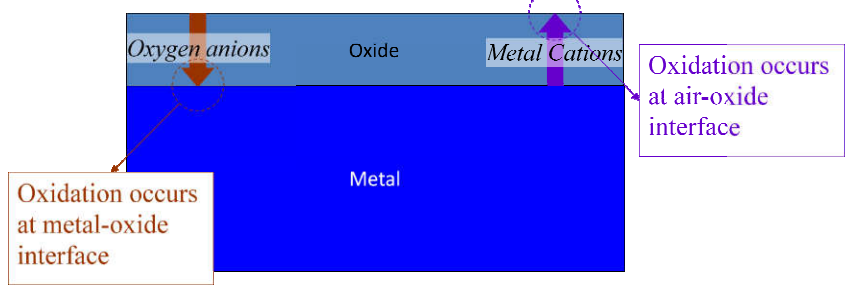 Oxygen anions
Oxide
Metal Cations
Oxidation occurs
at air-oxide
interface
Metal
Oxidation occurs
at metal-oxide
interface